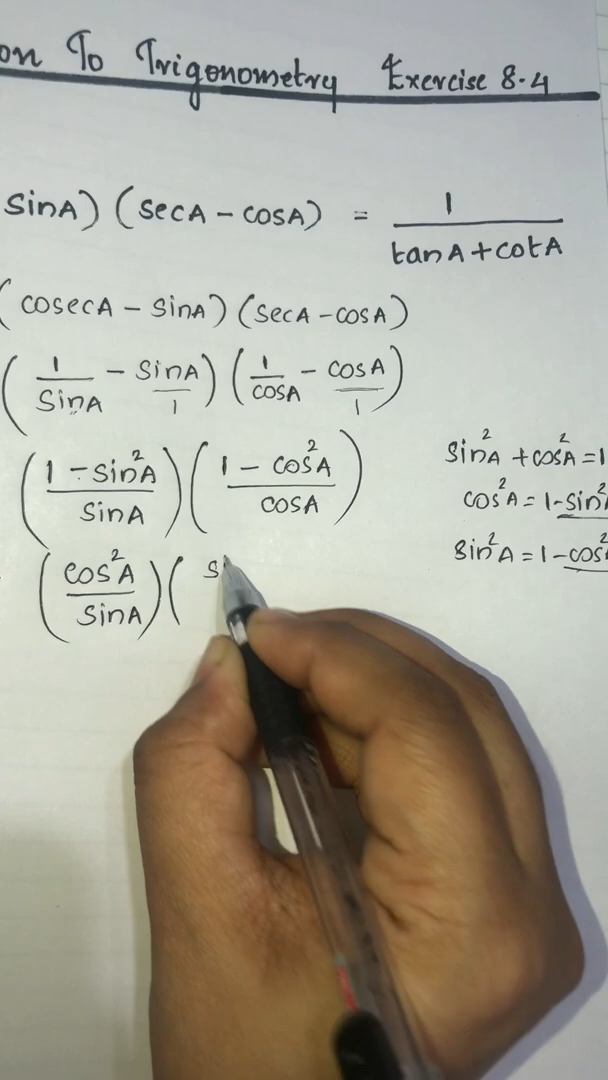 on To Trigonometry Exercise 8.4
sinA) (secA - cosA) = 1 / tanA + cotA
(cosecA - sinA) (secA - cosA)
(1/sinA - sinA/1) (1/cosA - cosA/1)
(1 - sin²A / sinA) (1 - cos²A / cosA)
sin²A + cos²A = 1
cos²A = 1 - sin²
sin²A = 1 - cos²
(cos²A / sinA) ( s